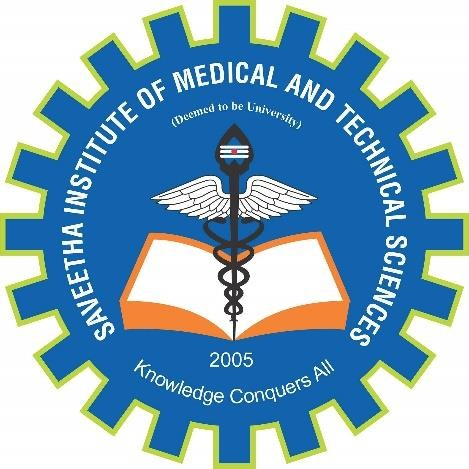 SAVEETHA INSTITUTE OF MEDICAL AND TECHNICAL SCIENCES
(Deemed to be University)
2005
Knowledge Conquers All